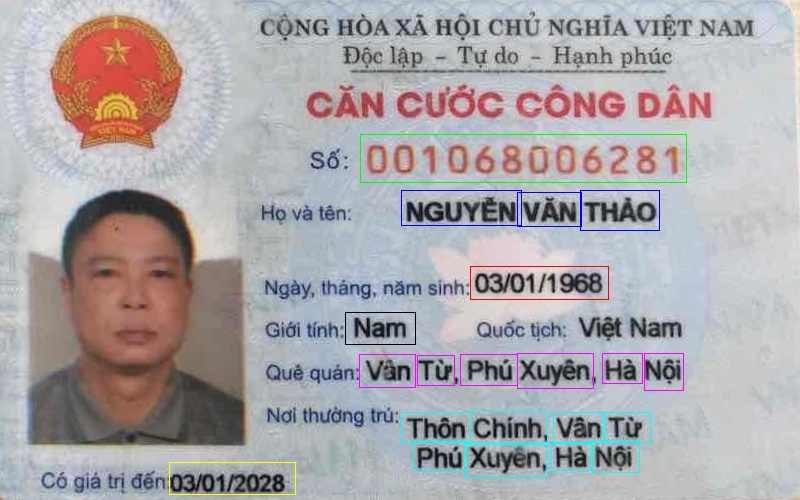 CỘNG HÒA XÃ HỘI CHỦ NGHĨA VIỆT NAM
Độc lập - Tự do - Hạnh phúc
CĂN CƯỚC CÔNG DÂN
Số: 001068006281
Họ và tên: NGUYỄN VĂN THẢO
Ngày, tháng, năm sinh: 03/01/1968
Giới tính: Nam Quốc tịch: Việt Nam
Quê quán: Vân Từ, Phú Xuyên, Hà Nội
Nơi thường trú: Thôn Chính, Vân Từ
Phú Xuyên, Hà Nội
Có giá trị đến: 03/01/2028